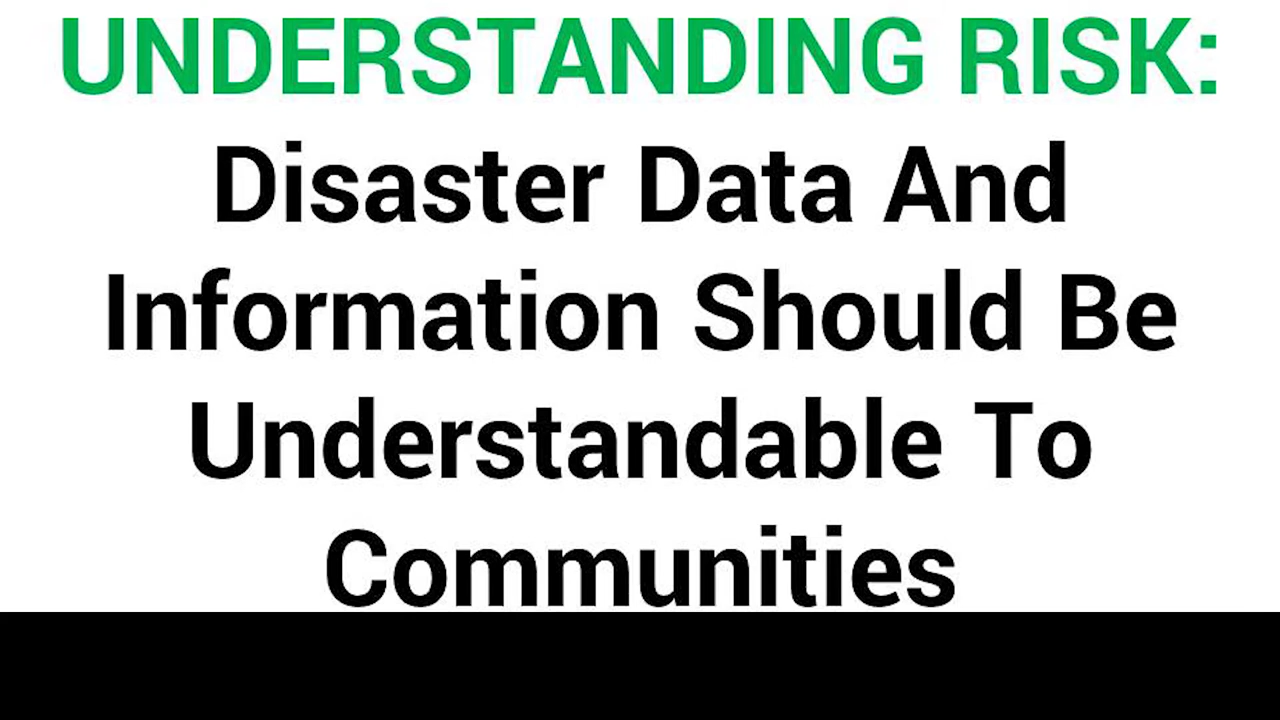 UNDERSTANDING RISK:
Disaster Data And
Information Should Be
Understandable To
Communities